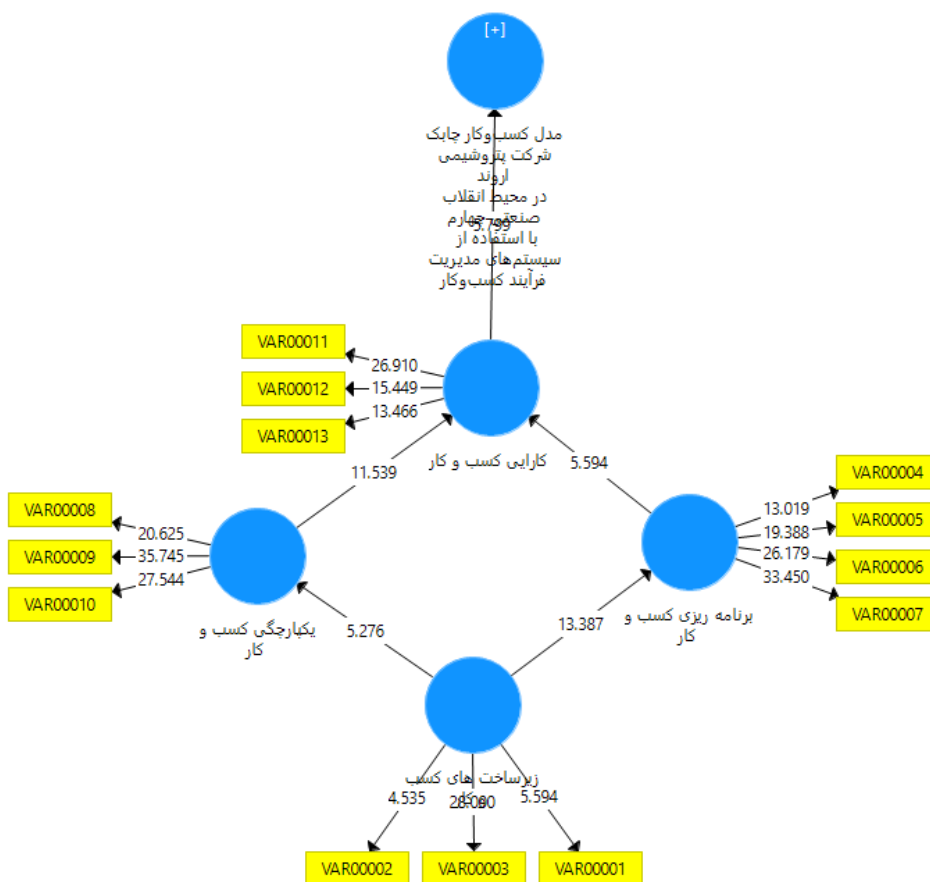 [+]
مدل کسب‌وکار چابک
شرکت پتروشیمی
اروند
در محیط انقلاب
صنعتی چهارم
5.799
با استفاده از
سیستم‌های مدیریت
فرآیند کسب‌وکار
VAR00011
26.910
VAR00012
15.449
VAR00013
13.466
کارایی کسب و کار
11.539
5.594
VAR00004
13.019
VAR00005
19.388
VAR00006
26.179
VAR00007
33.450
VAR00008
20.625
VAR00009
35.745
VAR00010
27.544
برنامه ریزی کسب و
کار
یکپارچگی کسب و
کار
5.276
13.387
زیرساخت های کسب
4.535
5.594
VAR00002
VAR00003
VAR00001